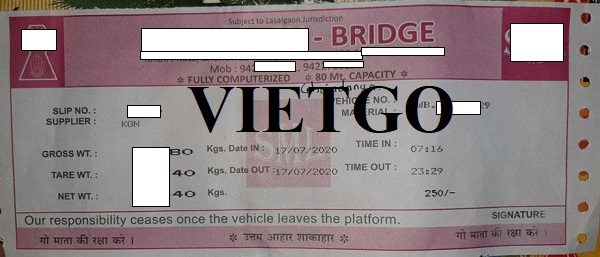 Subject to Lasalgaon Jurisdiction
- BRIDGE
Mob : 94 942
* FULLY COMPUTERIZED * 80 Mt. CAPACITY *
VIETGO
SLIP NO. : VEHICLE NO. : 29
SUPPLIER : KGN MATERIAL :
GROSS WT. : 80 Kgs. Date IN : 17/07/2020 TIME IN : 07:16
TARE WT. : 40 Kgs. Date OUT : 17/07/2020 TIME OUT : 23:29
NET WT. : 40 Kgs. 250/-
SML
Our responsibility ceases once the vehicle leaves the platform. SIGNATURE
गो माता की रक्षा करे । * उत्तम आहार शाकाहार * गो माता की रक्षा करे ।